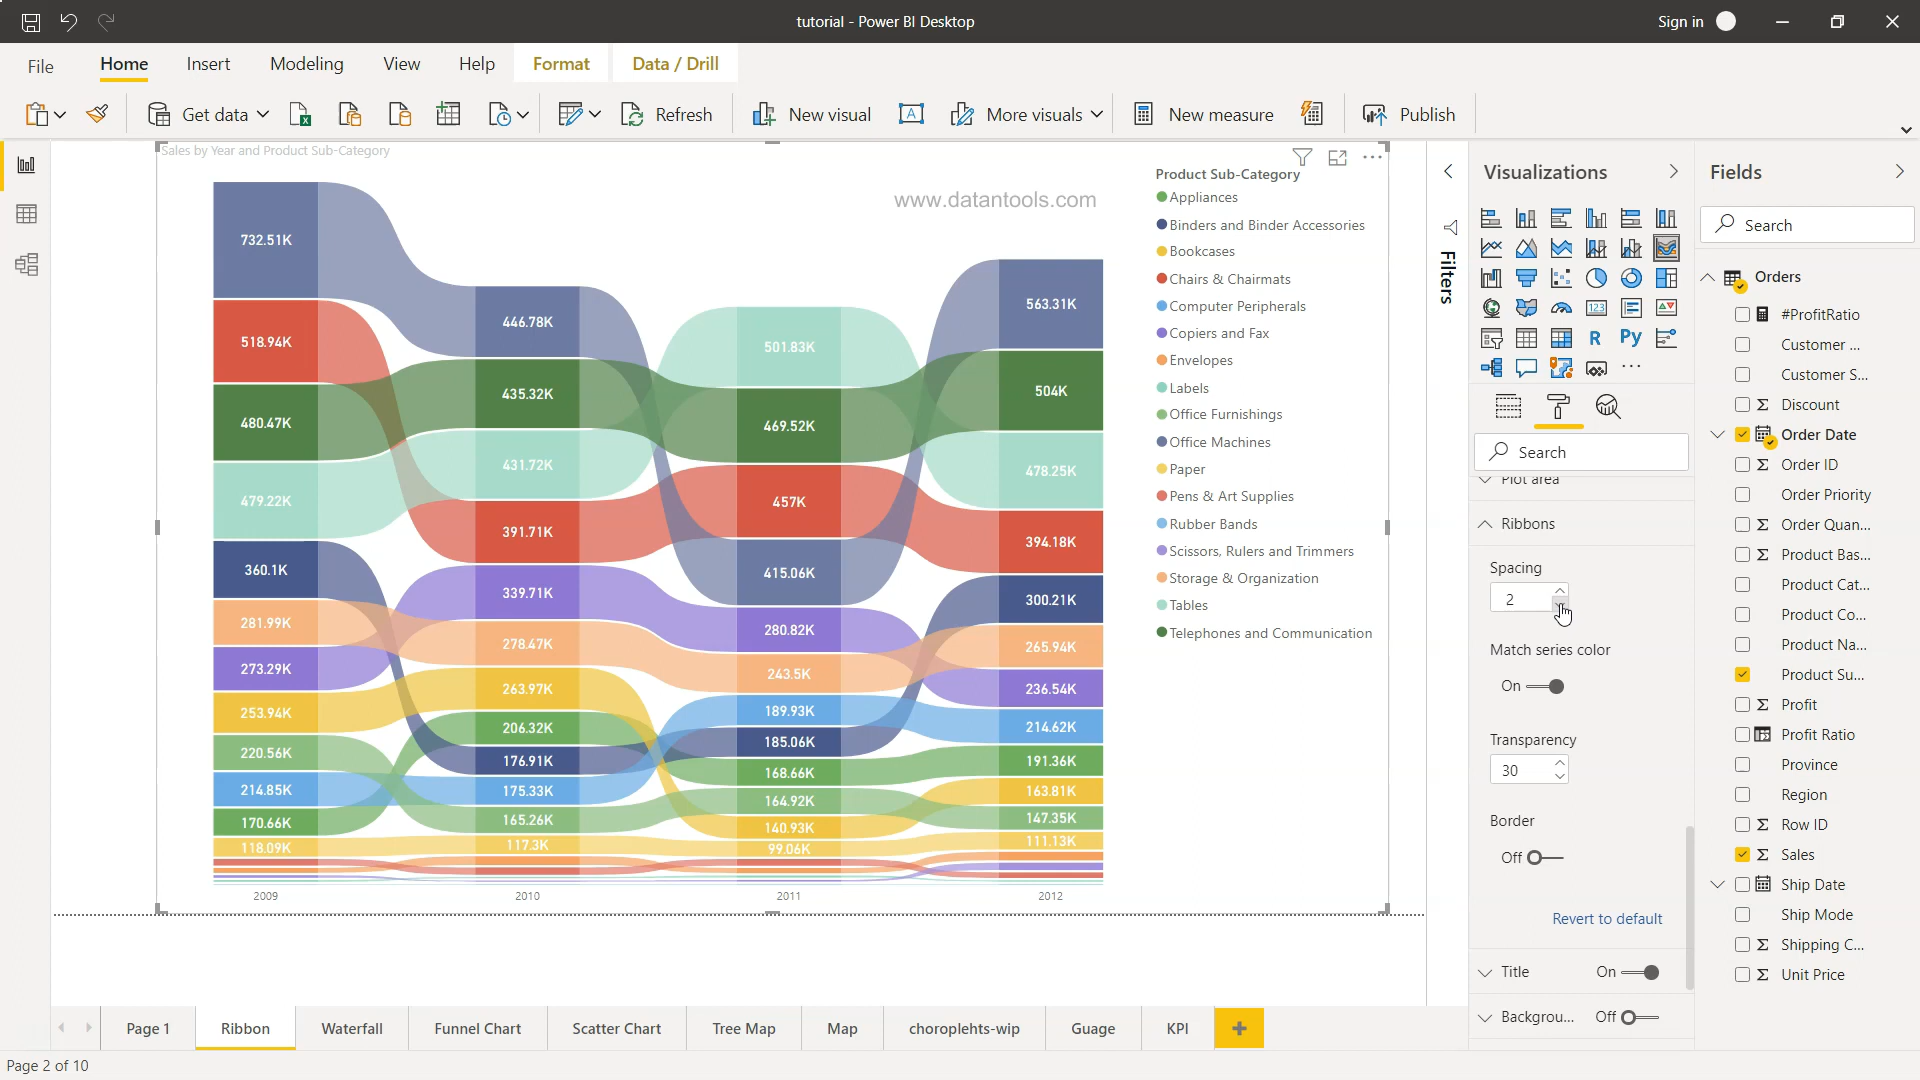 tutorial - Power BI Desktop
Sign in
File
Home
Insert
Modeling
View
Help
Format
Data / Drill
Get data
Refresh
New visual
More visuals
New measure
Publish
Sales by Year and Product Sub-Category
www.datantools.com
732.51K
518.94K
480.47K
479.22K
360.1K
281.99K
273.29K
253.94K
220.56K
214.85K
170.66K
118.09K
2009
446.78K
435.32K
431.72K
391.71K
339.71K
278.47K
263.97K
206.32K
176.91K
175.33K
165.26K
117.3K
2010
501.83K
469.52K
457K
415.06K
280.82K
243.5K
189.93K
185.06K
168.66K
164.92K
140.93K
99.06K
2011
563.31K
504K
478.25K
394.18K
300.21K
265.94K
236.54K
214.62K
191.36K
163.81K
147.35K
111.13K
2012
Product Sub-Category
Appliances
Binders and Binder Accessories
Bookcases
Chairs & Chairmats
Computer Peripherals
Copiers and Fax
Envelopes
Labels
Office Furnishings
Office Machines
Paper
Pens & Art Supplies
Rubber Bands
Scissors, Rulers and Trimmers
Storage & Organization
Tables
Telephones and Communication
Filters
Visualizations
123
R
Py
Search
Plot area
Ribbons
Spacing
2
Match series color
On
Transparency
30
Border
Off
Revert to default
Title
On
Backgrou...
Off
Fields
Search
Orders
#ProfitRatio
Customer ...
Customer S...
Discount
Order Date
Order ID
Order Priority
Order Quan...
Product Bas...
Product Cat...
Product Co...
Product Na...
Product Su...
Profit
Profit Ratio
Province
Region
Row ID
Sales
Ship Date
Ship Mode
Shipping C...
Unit Price
Page 1
Ribbon
Waterfall
Funnel Chart
Scatter Chart
Tree Map
Map
choroplehts-wip
Guage
KPI
Page 2 of 10